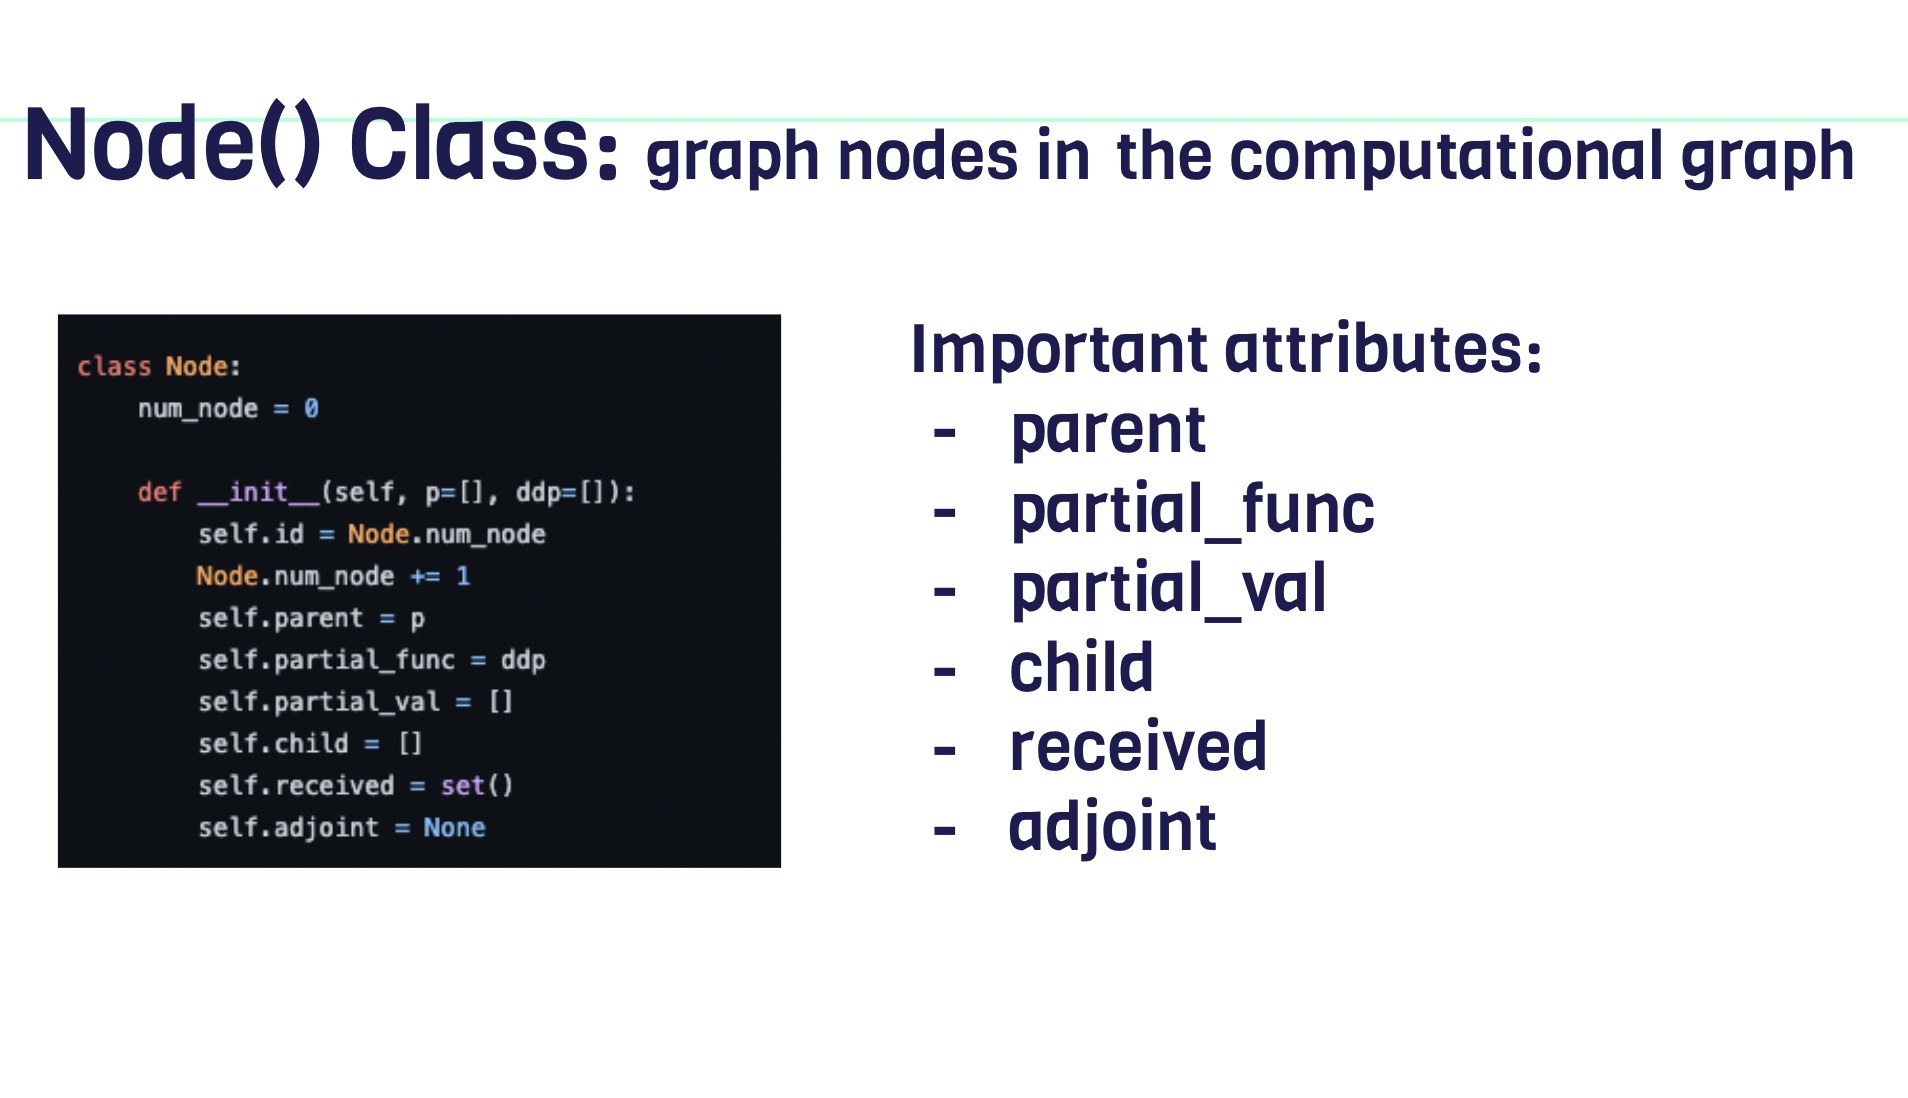 Node() Class: graph nodes in the computational graph
class Node:
    num_node = 0
    def __init__(self, p=[], ddp=[]):
        self.id = Node.num_node
        Node.num_node += 1
        self.parent = p
        self.partial_func = ddp
        self.partial_val = []
        self.child = []
        self.received = set()
        self.adjoint = None
Important attributes:
- parent
- partial_func
- partial_val
- child
- received
- adjoint